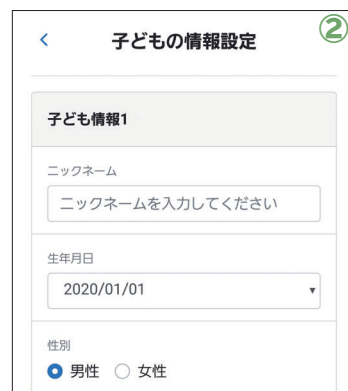 子どもの情報設定
②
子ども情報1
ニックネーム
ニックネームを入力してください
生年月日
2020/01/01
性別
男性 女性